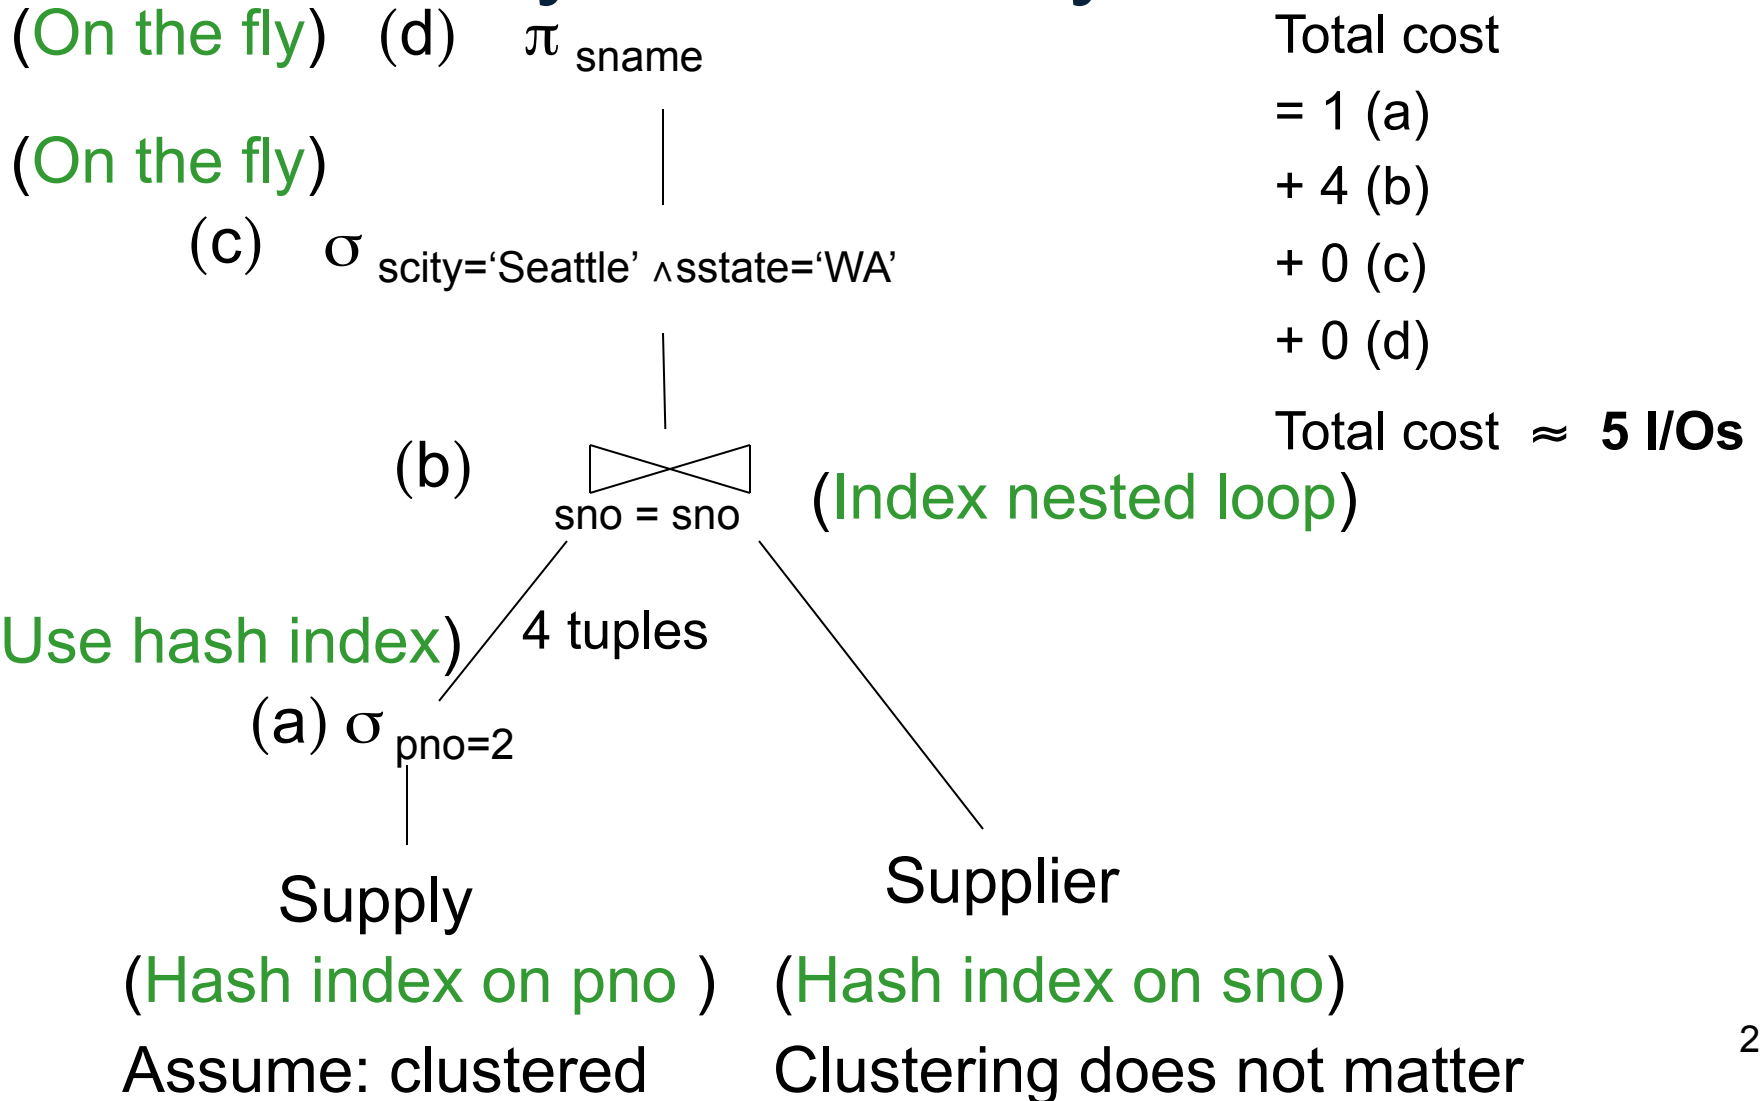 (On the fly) (d) π sname
(On the fly)
(c) σ scity=‘Seattle’ ∧sstate=‘WA’
(b)
sno = sno
(Index nested loop)
4 tuples
Use hash index)
(a) σ pno=2
Supply
Supplier
(Hash index on pno )
(Hash index on sno)
Assume: clustered
Clustering does not matter
Total cost
= 1 (a)
+ 4 (b)
+ 0 (c)
+ 0 (d)
Total cost ≈ 5 I/Os
2